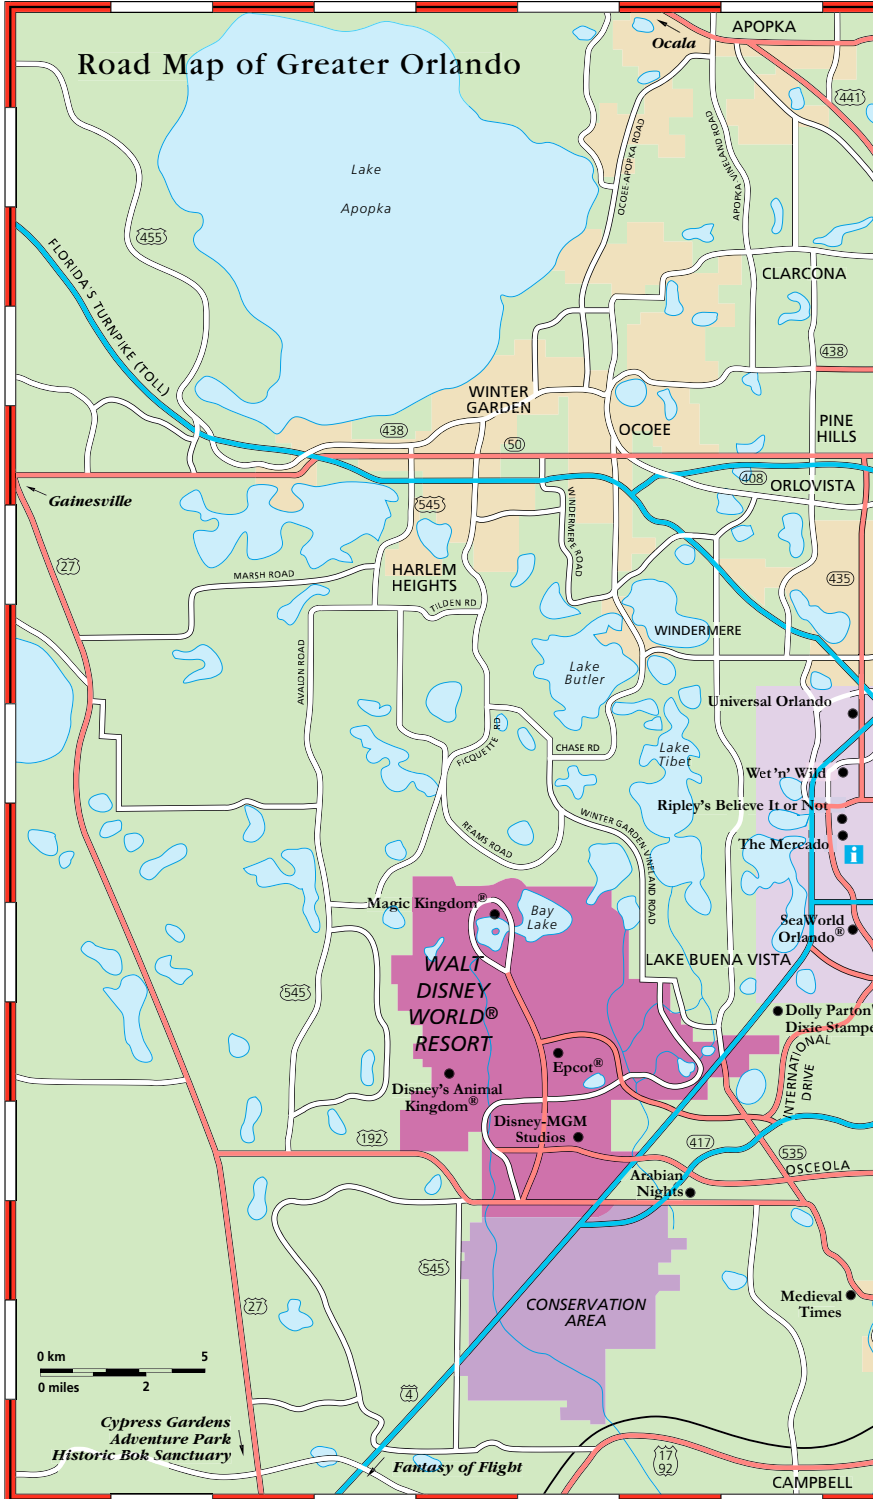 APOPKA
Ocala
Road Map of Greater Orlando
441
OCOEE-APOPKA ROAD
APOPKA-VINELAND ROAD
Lake
Apopka
455
FLORIDA'S TURNPIKE (TOLL)
CLARCONA
438
WINTER
GARDEN
438
50
OCOEE
PINE
HILLS
408
ORLOVISTA
Gainesville
545
WINDERMERE ROAD
27
MARSH ROAD
HARLEM
HEIGHTS
435
TILDEN RD
WINDERMERE
AVALON ROAD
Lake
Butler
Universal Orlando
FICQUETTE
CR
CHASE RD
Lake
Tibet
Wet 'n' Wild
Ripley's Believe It or Not
REAMS ROAD
WINTER GARDEN-VINELAND ROAD
The Mercado
i
Magic Kingdom®
Bay
Lake
SeaWorld
Orlando®
WALT
DISNEY
WORLD®
RESORT
LAKE BUENA VISTA
545
Dolly Parton's
Dixie Stampe
INTERNATIONAL
DRIVE
Epcot®
Disney's Animal
Kingdom®
Disney-MGM
Studios
192
417
535
OSCEOLA
Arabian
Nights
545
CONSERVATION
AREA
Medieval
Times
27
0 km 5
0 miles 2
4
Cypress Gardens
Adventure Park
Historic Bok Sanctuary
Fantasy of Flight
17
92
CAMPBELL